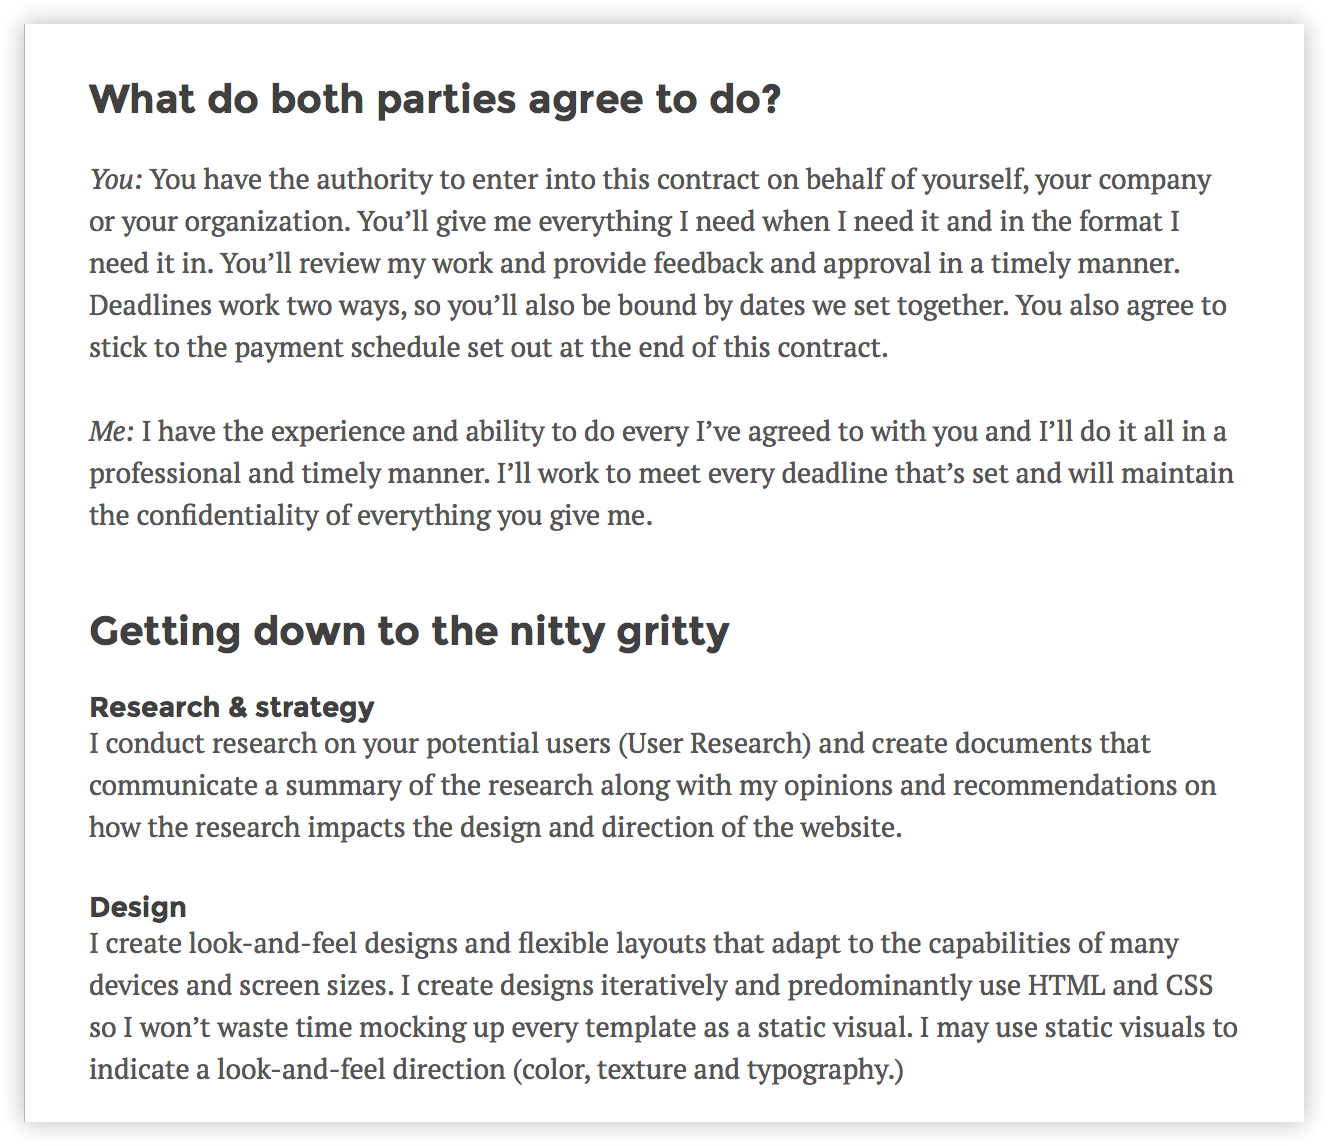 What do both parties agree to do?
You: You have the authority to enter into this contract on behalf of yourself, your company
or your organization. You’ll give me everything I need when I need it and in the format I
need it in. You’ll review my work and provide feedback and approval in a timely manner.
Deadlines work two ways, so you’ll also be bound by dates we set together. You also agree to
stick to the payment schedule set out at the end of this contract.
Me: I have the experience and ability to do every I’ve agreed to with you and I’ll do it all in a
professional and timely manner. I’ll work to meet every deadline that’s set and will maintain
the confidentiality of everything you give me.
Getting down to the nitty gritty
Research & strategy
I conduct research on your potential users (User Research) and create documents that
communicate a summary of the research along with my opinions and recommendations on
how the research impacts the design and direction of the website.
Design
I create look-and-feel designs and flexible layouts that adapt to the capabilities of many
devices and screen sizes. I create designs iteratively and predominantly use HTML and CSS
so I won’t waste time mocking up every template as a static visual. I may use static visuals to
indicate a look-and-feel direction (color, texture and typography.)